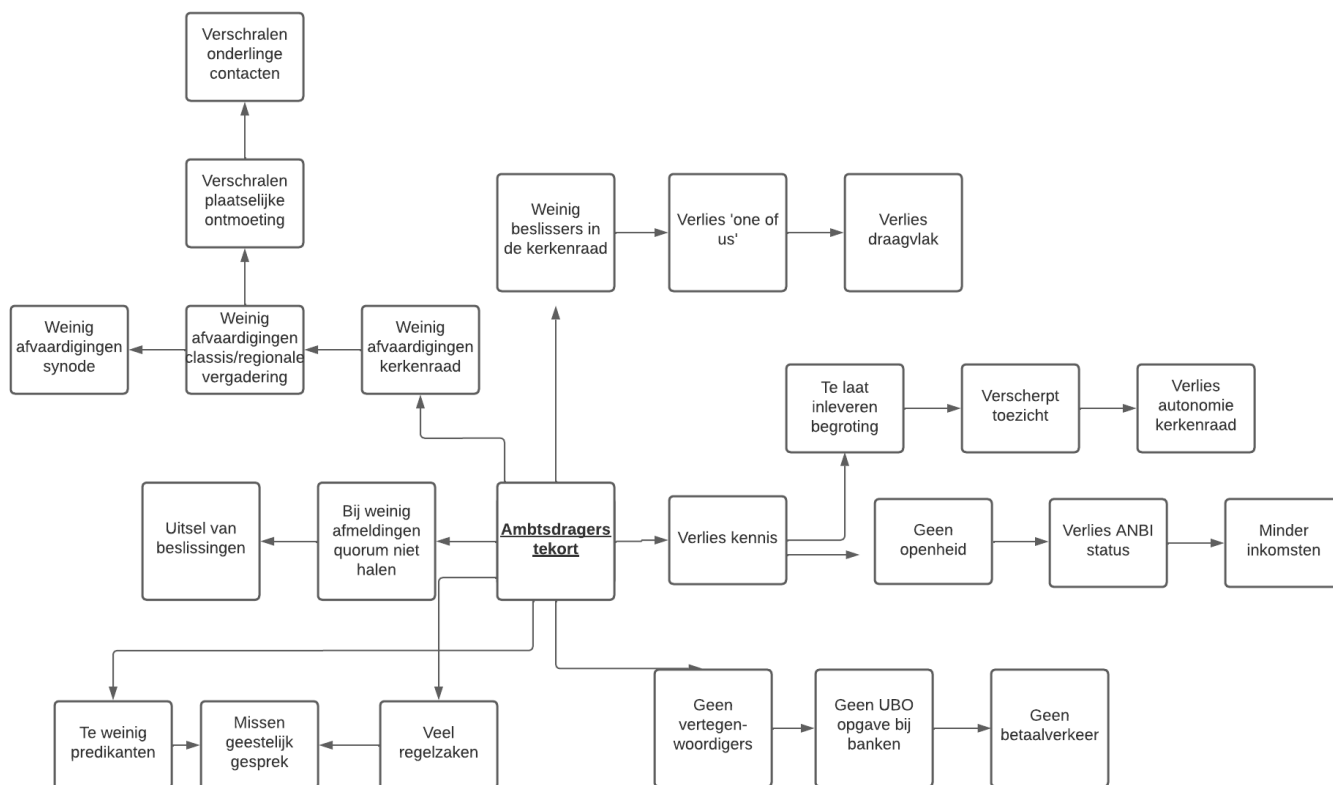 Verschralen
onderlinge
contacten
Verschralen
plaatselijke
ontmoeting
Weinig
beslissers in
de kerkenraad
Verlies 'one of
us'
Verlies
draagvlak
Weinig
afvaardigingen
synode
Weinig
afvaardigingen
classis/regionale
vergadering
Weinig
afvaardigingen
kerkenraad
Te laat
inleveren
begroting
Verscherpt
toezicht
Verlies
autonomie
kerkenraad
Uitsel van
beslissingen
Bij weinig
afmeldingen
quorum niet
halen
Ambtsdragers
tekort
Verlies kennis
Geen
openheid
Verlies ANBI
status
Minder
inkomsten
Te weinig
predikanten
Missen
geestelijk
gesprek
Veel
regelzaken
Geen
vertegen-
woordigers
Geen UBO
opgave bij
banken
Geen
betaalverkeer